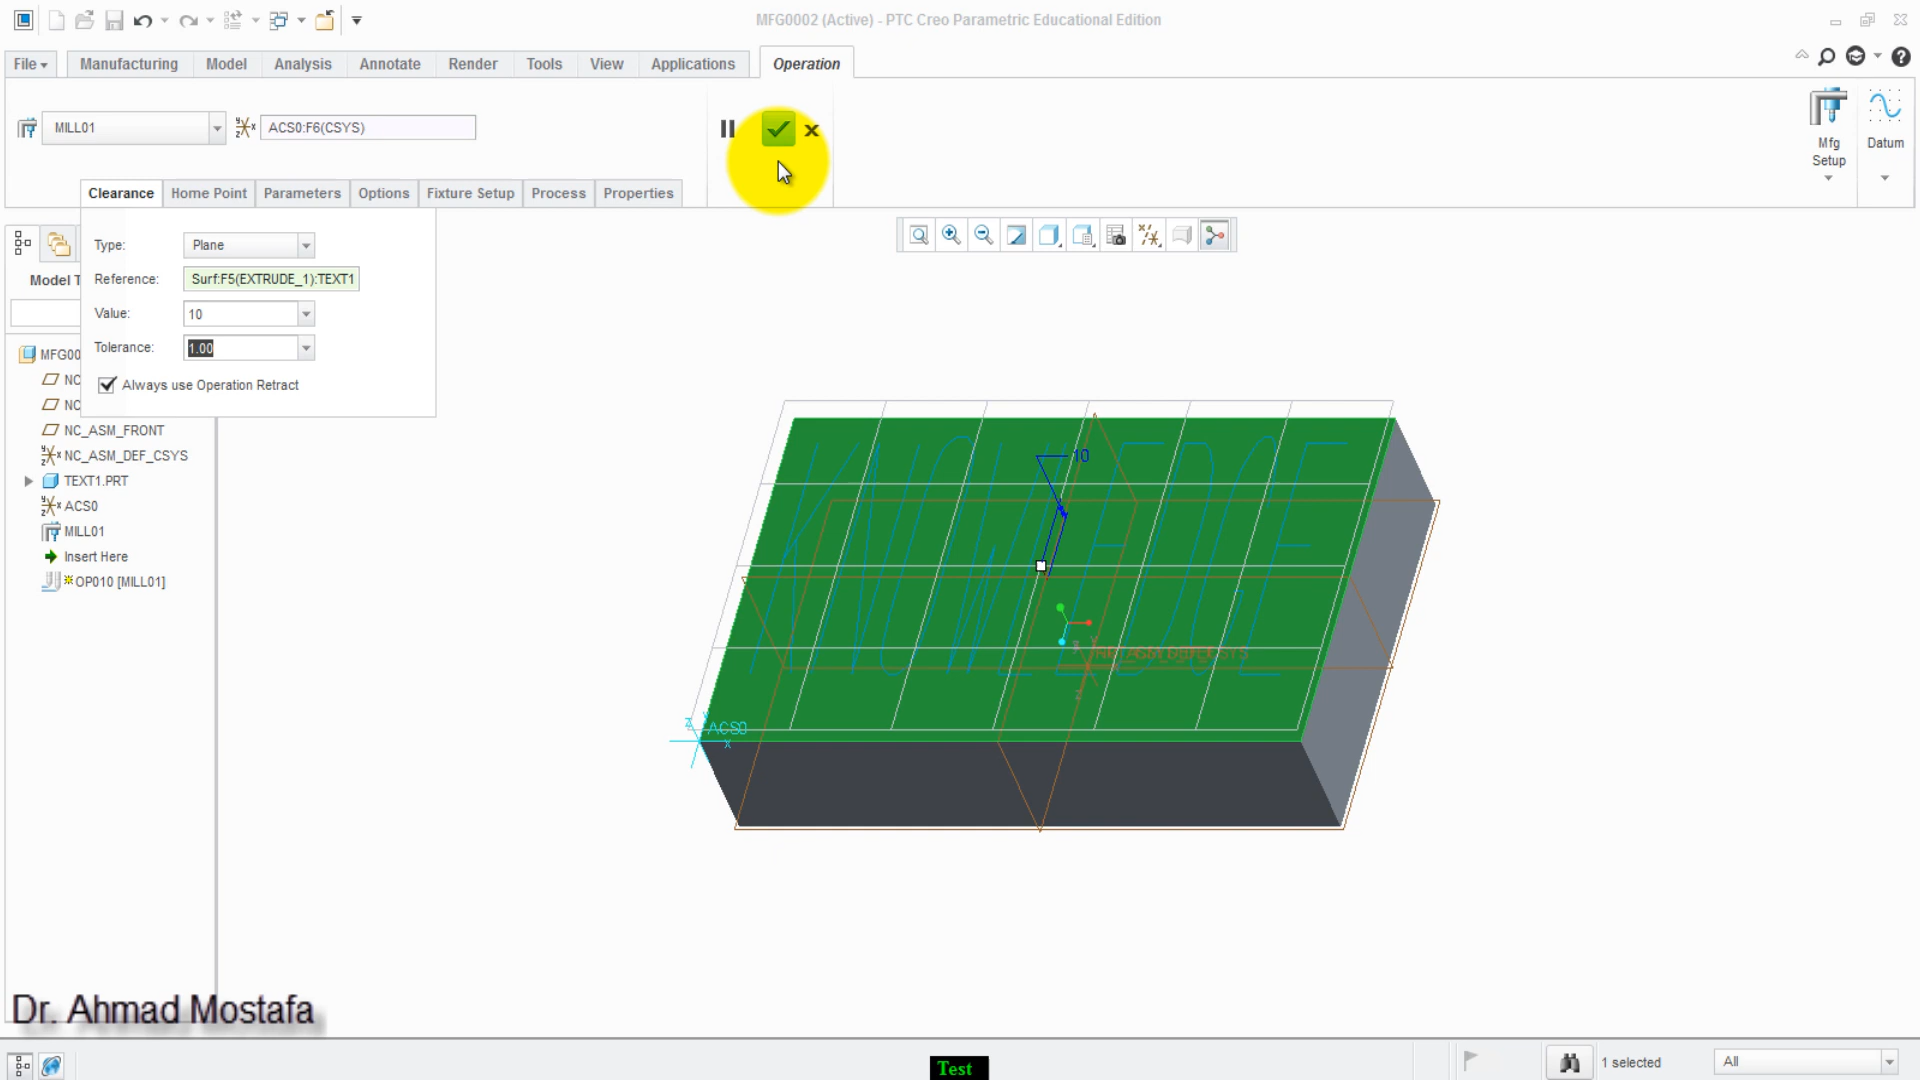 MFG0002 (Active) - PTC Creo Parametric Educational Edition
File
Manufacturing
Model
Analysis
Annotate
Render
Tools
View
Applications
Operation
MILL01
ACS0:F6(CSYS)
Mfg
Setup
Datum
Clearance
Home Point
Parameters
Options
Fixture Setup
Process
Properties
Type:
Plane
Reference:
Surf:F5(EXTRUDE_1):TEXT1
Value:
10
Tolerance:
1.00
Always use Operation Retract
Model T
MFG00
NC
NC
NC_ASM_FRONT
NC_ASM_DEF_CSYS
TEXT1.PRT
ACS0
MILL01
Insert Here
OP010 [MILL01]
10
ACS0
X
Z
Dr. Ahmad Mostafa
Test
1 selected
All